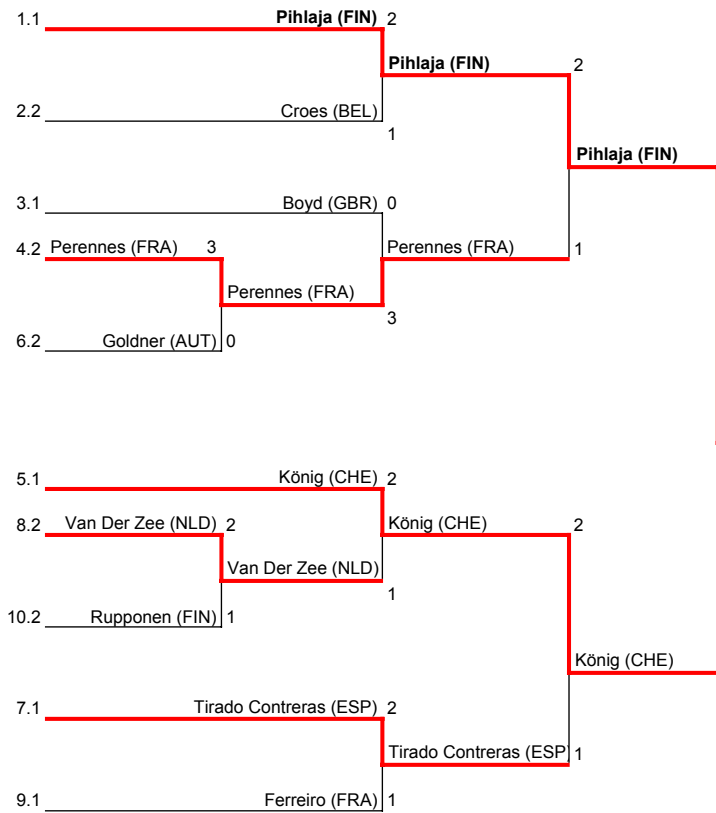 1.1 Pihlaja (FIN) 2
Pihlaja (FIN) 2
2.2 Croes (BEL)
1
Pihlaja (FIN)
3.1 Boyd (GBR) 0
4.2 Perennes (FRA) 3
Perennes (FRA) 1
Perennes (FRA)
3
6.2 Goldner (AUT) 0
5.1 König (CHE) 2
8.2 Van Der Zee (NLD) 2
König (CHE) 2
Van Der Zee (NLD)
1
10.2 Rupponen (FIN) 1
König (CHE)
7.1 Tirado Contreras (ESP) 2
Tirado Contreras (ESP) 1
9.1 Ferreiro (FRA) 1